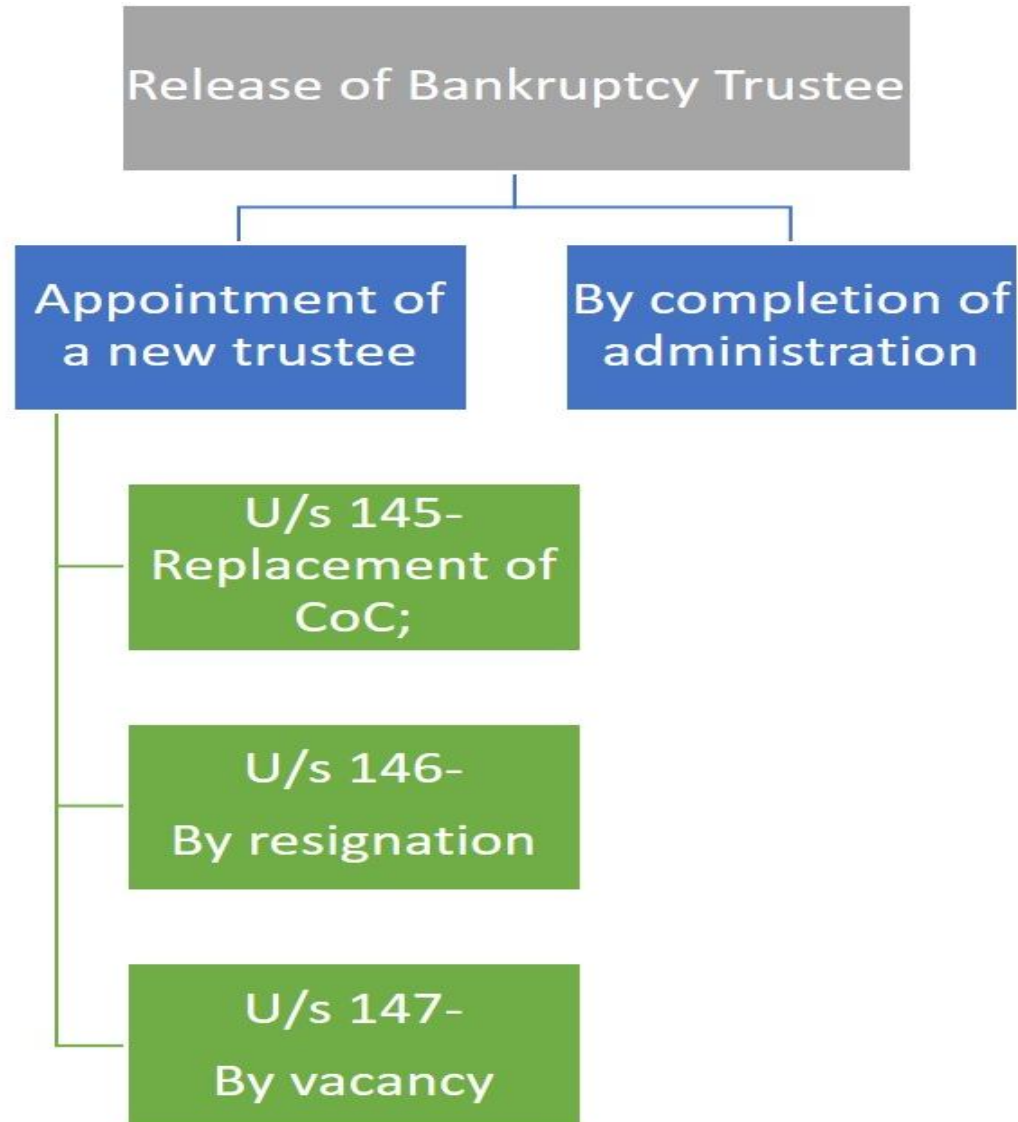 Release of Bankruptcy Trustee
Appointment of
a new trustee
By completion of
administration
U/s 145-
Replacement of
CoC;
U/s 146-
By resignation
U/s 147-
By vacancy